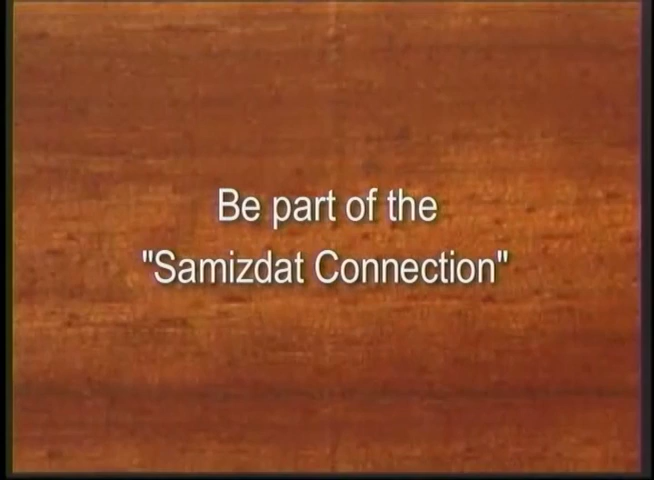 Be part of the
"Samizdat Connection"